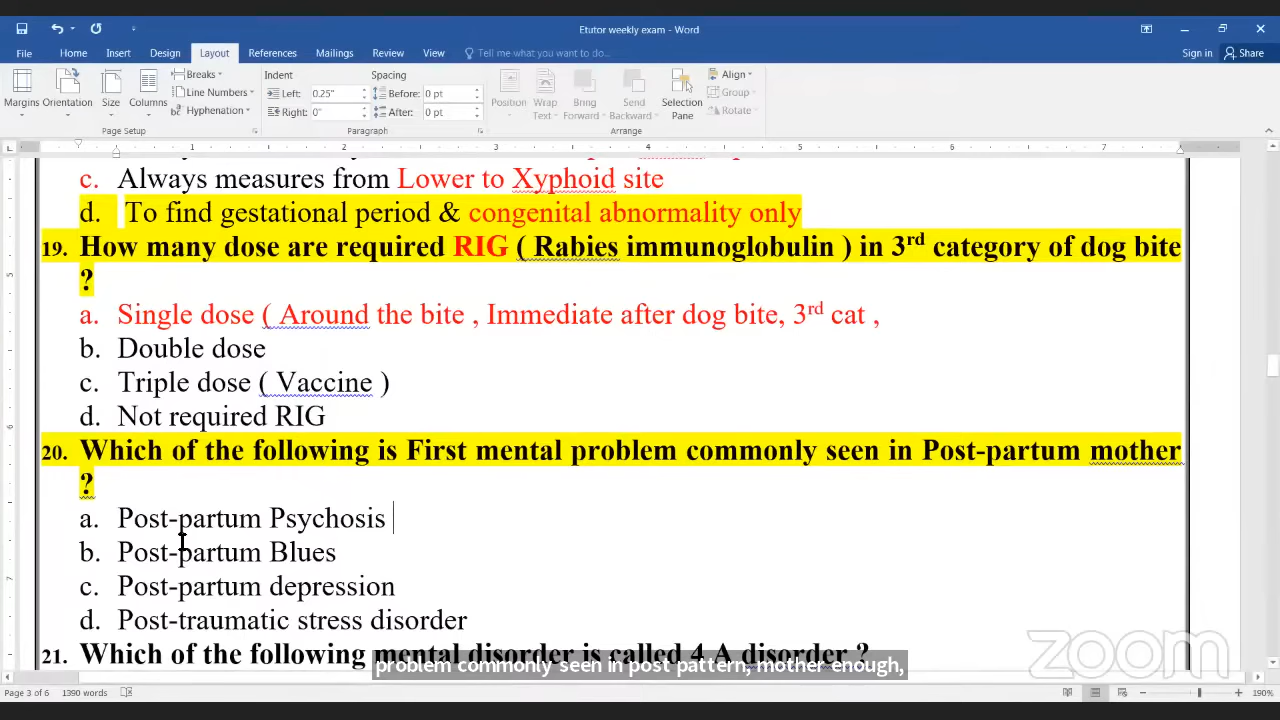 Etutor weekly exam - Word
File Home Insert Design Layout References Mailings Review View Tell me what you want to do... Sign in Share
Margins Orientation Size Columns Breaks Line Numbers Hyphenation Page Setup
Indent Spacing
Left: 0.25" Before: 0 pt
Right: 0" After: 0 pt
Paragraph
Position Wrap Text Bring Forward Send Backward Selection Pane Align Group Rotate
Arrange
1 2 3 4 5 6 7
c. Always measures from Lower to Xyphoid site
d. To find gestational period & congenital abnormality only
19. How many dose are required RIG ( Rabies immunoglobulin ) in 3rd category of dog bite
?
a. Single dose ( Around the bite , Immediate after dog bite, 3rd cat ,
b. Double dose
c. Triple dose ( Vaccine )
d. Not required RIG
20. Which of the following is First mental problem commonly seen in Post-partum mother
?
a. Post-partum Psychosis
b. Post-partum Blues
c. Post-partum depression
d. Post-traumatic stress disorder
21. Which of the following mental disorder is called 4 A disorder ?
problem commonly seen in post pattern, mother enough,
zoom
Page 3 of 6 1390 words 190%